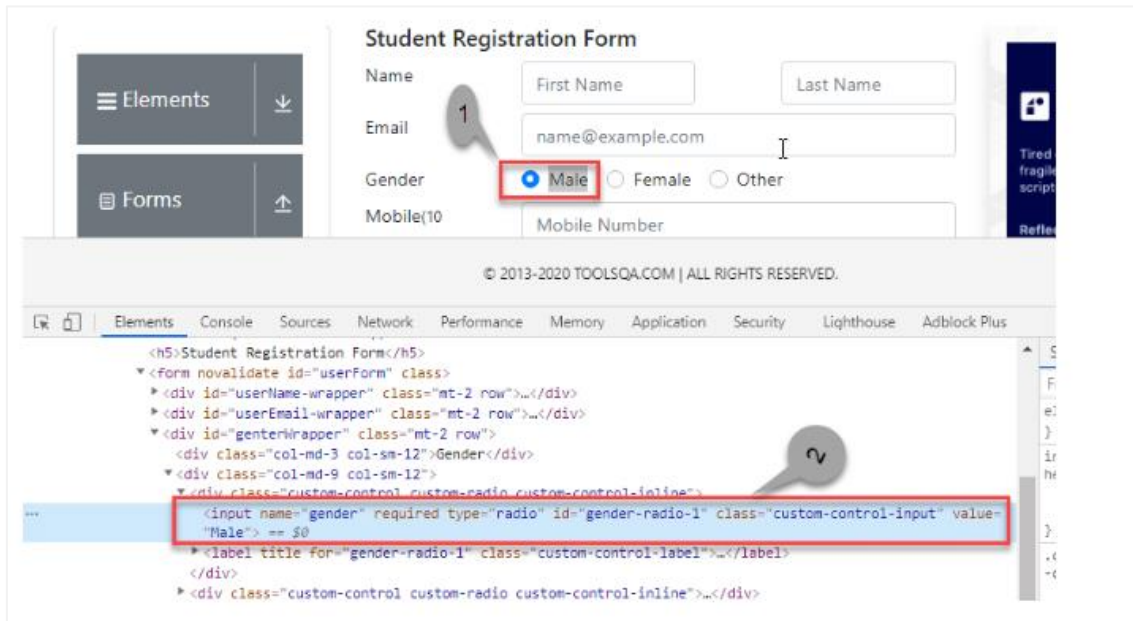 Student Registration Form
Name
First Name
Last Name
Elements
1
Email
name@example.com
Gender
Male
Female
Other
Forms
Mobile(10
Mobile Number
Tired
fragile
script
Refle
© 2013-2020 TOOLSQA.COM | ALL RIGHTS RESERVED.
Elements Console Sources Network Performance Memory Application Security Lighthouse Adblock Plus
<h5>Student Registration Form</h5>
▼<form novalidate id="userForm" class>
▶<div id="userName-wrapper" class="mt-2 row">…</div>
▶<div id="userEmail-wrapper" class="mt-2 row">…</div>
▼<div id="genterWrapper" class="mt-2 row">
<div class="col-md-3 col-sm-12">Gender</div>
▼<div class="col-md-9 col-sm-12">
2
▼<div class="custom-control custom-radio custom-control-inline">
... <input name="gender" required type="radio" id="gender-radio-1" class="custom-control-input" value=
"Male"> == $0
▶<label title for="gender-radio-1" class="custom-control-label">…</label>
</div>
▶<div class="custom-control custom-radio custom-control-inline">…</div>